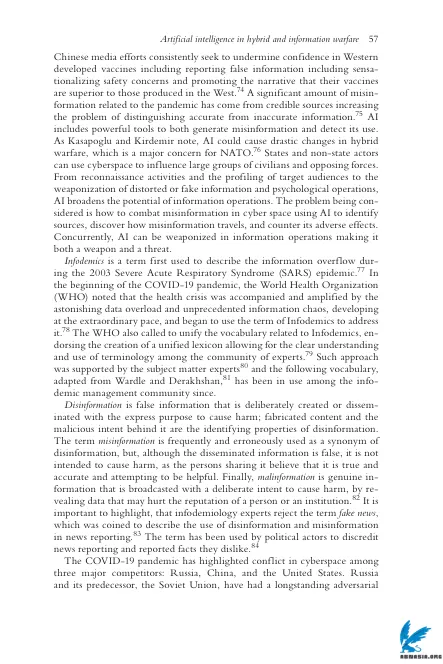 Artificial intelligence in hybrid and information warfare 57
Chinese media efforts consistently seek to undermine confidence in Western
developed vaccines including reporting false information including sensa-
tionalizing safety concerns and promoting the narrative that their vaccines
are superior to those produced in the West.74 A significant amount of misin-
formation related to the pandemic has come from credible sources increasing
the problem of distinguishing accurate from inaccurate information.75 AI
includes powerful tools to both generate misinformation and detect its use.
As Kasapoglu and Kirdemir note, AI could cause drastic changes in hybrid
warfare, which is a major concern for NATO.76 States and non-state actors
can use cyberspace to influence large groups of civilians and opposing forces.
From reconnaissance activities and the profiling of target audiences to the
weaponization of distorted or fake information and psychological operations,
AI broadens the potential of information operations. The problem being con-
sidered is how to combat misinformation in cyber space using AI to identify
sources, discover how misinformation travels, and counter its adverse effects.
Concurrently, AI can be weaponized in information operations making it
both a weapon and a threat.
Infodemics is a term first used to describe the information overflow dur-
ing the 2003 Severe Acute Respiratory Syndrome (SARS) epidemic.77 In
the beginning of the COVID-19 pandemic, the World Health Organization
(WHO) noted that the health crisis was accompanied and amplified by the
astonishing data overload and unprecedented information chaos, developing
at the extraordinary pace, and began to use the term of Infodemics to address
it.78 The WHO also called to unify the vocabulary related to Infodemics, en-
dorsing the creation of a unified lexicon allowing for the clear understanding
and use of terminology among the community of experts.79 Such approach
was supported by the subject matter experts80 and the following vocabulary,
adapted from Wardle and Derakhshan,81 has been in use among the info-
demic management community since.
Disinformation is false information that is deliberately created or dissem-
inated with the express purpose to cause harm; fabricated content and the
malicious intent behind it are the identifying properties of disinformation.
The term misinformation is frequently and erroneously used as a synonym of
disinformation, but, although the disseminated information is false, it is not
intended to cause harm, as the persons sharing it believe that it is true and
accurate and attempting to be helpful. Finally, malinformation is genuine in-
formation that is broadcasted with a deliberate intent to cause harm, by re-
vealing data that may hurt the reputation of a person or an institution.82 It is
important to highlight, that infodemiology experts reject the term fake news,
which was coined to describe the use of disinformation and misinformation
in news reporting.83 The term has been used by political actors to discredit
news reporting and reported facts they dislike.84
The COVID-19 pandemic has highlighted conflict in cyberspace among
three major competitors: Russia, China, and the United States. Russia
and its predecessor, the Soviet Union, have had a longstanding adversarial